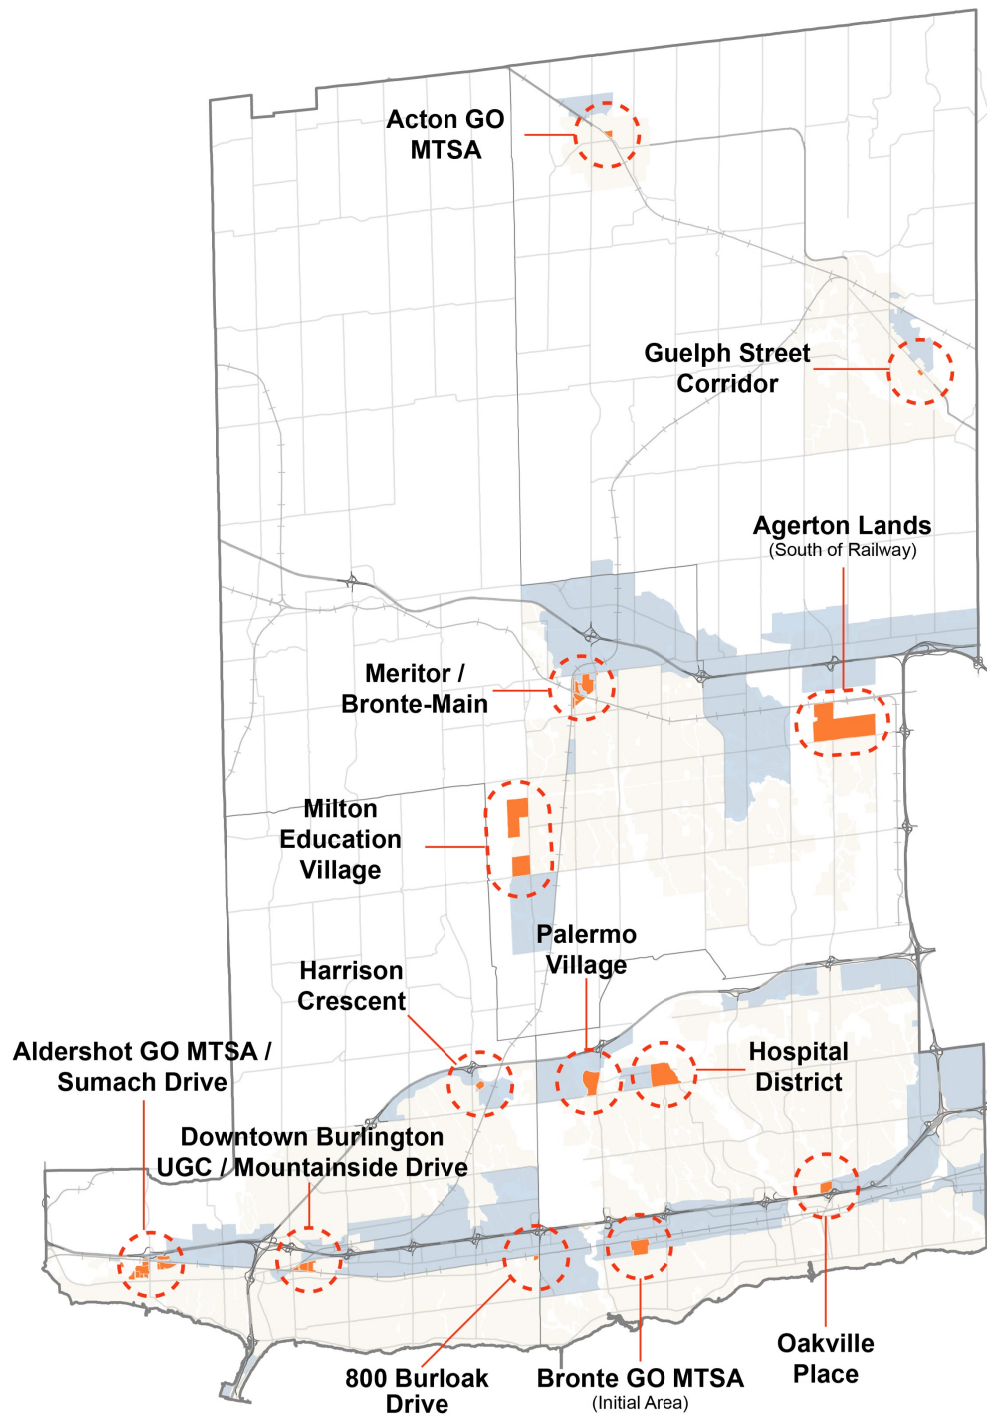 Acton GO
MTSA
Guelph Street
Corridor
Agerton Lands
(South of Railway)
Meritor /
Bronte-Main
Milton
Education
Village
Palermo
Village
Harrison
Crescent
Aldershot GO MTSA /
Sumach Drive
Hospital
District
Downtown Burlington
UGC / Mountainside Drive
Oakville
Place
800 Burloak
Drive
Bronte GO MTSA
(Initial Area)